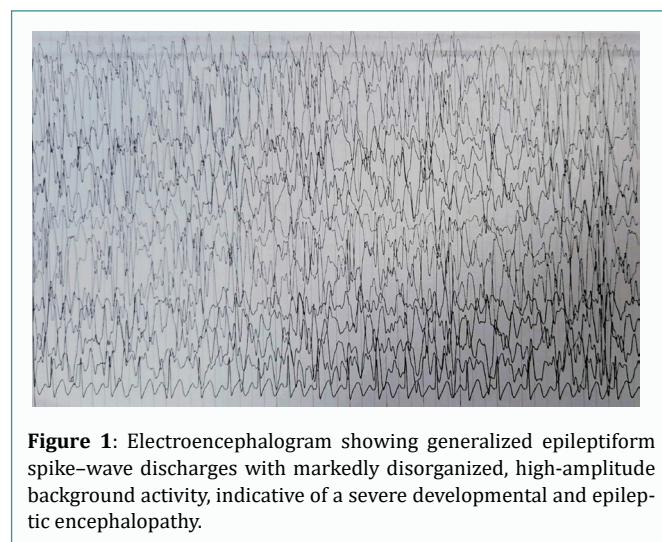 Figure 1: Electroencephalogram showing generalized epileptiform
spike–wave discharges with markedly disorganized, high-amplitude
background activity, indicative of a severe developmental and epilep-
tic encephalopathy.